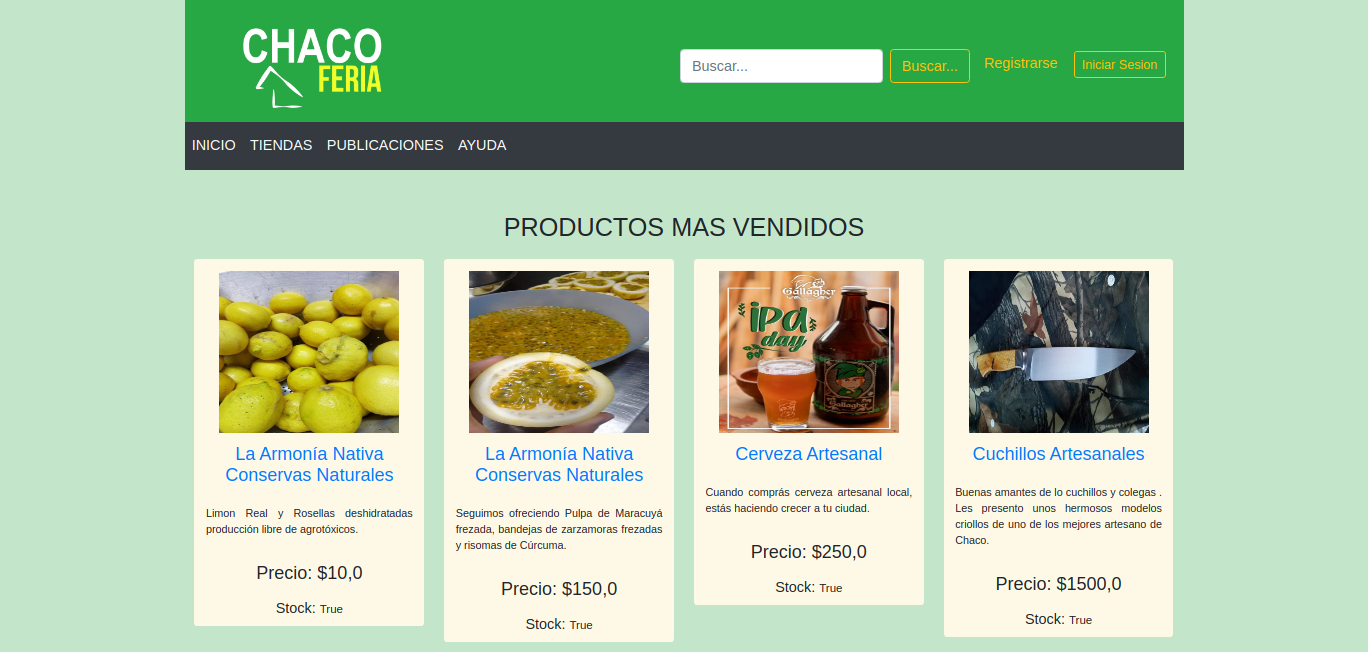 CHACO
FERIA
Buscar...
Buscar...
Registrarse
Iniciar Sesion
INICIO
TIENDAS
PUBLICACIONES
AYUDA
PRODUCTOS MAS VENDIDOS
La Armonía Nativa
Conservas Naturales
Limon Real y Rosellas deshidratadas
producción libre de agrotóxicos.
Precio: $10,0
Stock: True
La Armonía Nativa
Conservas Naturales
Seguimos ofreciendo Pulpa de Maracuyá
frezada, bandejas de zarzamoras frezadas
y risomas de Cúrcuma.
Precio: $150,0
Stock: True
Gallagher
ipa
day
Gallagher
Cerveza Artesanal
Cuando comprás cerveza artesanal local,
estás haciendo crecer a tu ciudad.
Precio: $250,0
Stock: True
Cuchillos Artesanales
Buenas amantes de lo cuchillos y colegas .
Les presento unos hermosos modelos
criollos de uno de los mejores artesano de
Chaco.
Precio: $1500,0
Stock: True